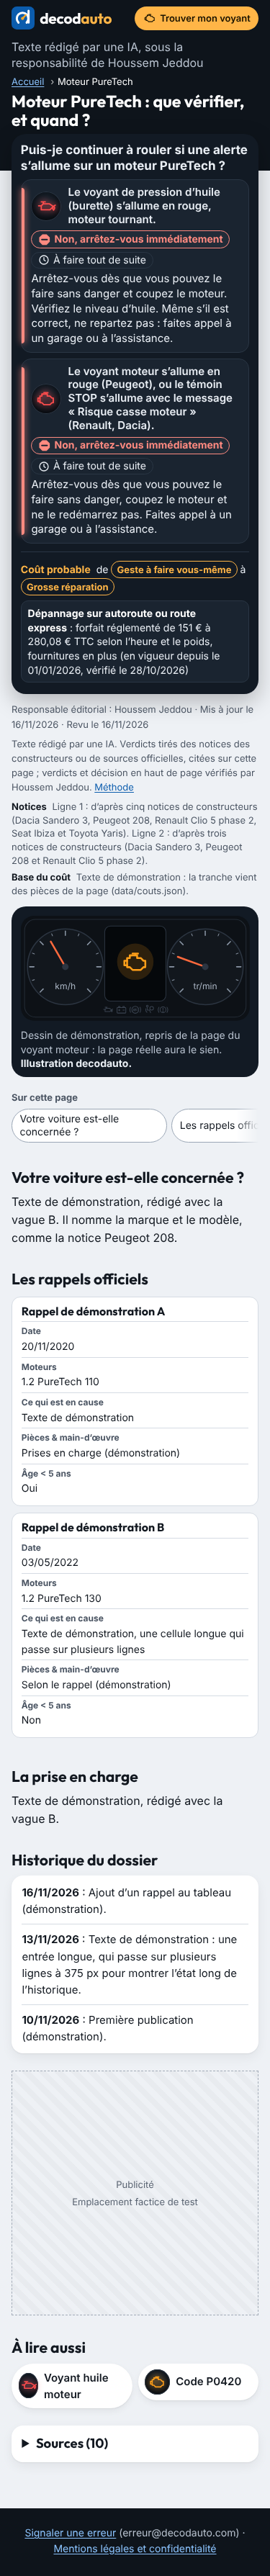 decodauto
Trouver mon voyant
Texte rédigé par une IA, sous la
responsabilité de Houssem Jeddou
Accueil › Moteur PureTech
Moteur PureTech : que vérifier,
et quand ?
Puis-je continuer à rouler si une alerte
s’allume sur un moteur PureTech ?
Le voyant de pression d’huile
(burette) s’allume en rouge,
moteur tournant.
Non, arrêtez-vous immédiatement
À faire tout de suite
Arrêtez-vous dès que vous pouvez le
faire sans danger et coupez le moteur.
Vérifiez le niveau d’huile. Même s’il est
correct, ne repartez pas : faites appel à
un garage ou à l’assistance.
Le voyant moteur s’allume en
rouge (Peugeot), ou le témoin
STOP s’allume avec le message
« Risque casse moteur »
(Renault, Dacia).
Non, arrêtez-vous immédiatement
À faire tout de suite
Arrêtez-vous dès que vous pouvez le
faire sans danger, coupez le moteur et
ne le redémarrez pas. Faites appel à un
garage ou à l’assistance.
Coût probable de Geste à faire vous-même à
Grosse réparation
Dépannage sur autoroute ou route
express : forfait réglementé de 151 € à
280,08 € TTC selon l’heure et le poids,
fournitures en plus (en vigueur depuis le
01/01/2026, vérifié le 28/10/2026)
Responsable éditorial : Houssem Jeddou · Mis à jour le
16/11/2026 · Revu le 16/11/2026
Texte rédigé par une IA. Verdicts tirés des notices des
constructeurs ou de sources officielles, citées sur cette
page ; verdicts et décision en haut de page vérifiés par
Houssem Jeddou. Méthode
Notices Ligne 1 : d’après cinq notices de constructeurs
(Dacia Sandero 3, Peugeot 208, Renault Clio 5 phase 2,
Seat Ibiza et Toyota Yaris). Ligne 2 : d’après trois
notices de constructeurs (Dacia Sandero 3, Peugeot
208 et Renault Clio 5 phase 2).
Base du coût Texte de démonstration : la tranche vient
des pièces de la page (data/couts.json).
km/h
tr/min
Dessin de démonstration, repris de la page du
voyant moteur : la page réelle aura le sien.
Illustration decodauto.
Sur cette page
Votre voiture est-elle
concernée ?
Les rappels offic
Votre voiture est-elle concernée ?
Texte de démonstration, rédigé avec la
vague B. Il nomme la marque et le modèle,
comme la notice Peugeot 208.
Les rappels officiels
Rappel de démonstration A
Date
20/11/2020
Moteurs
1.2 PureTech 110
Ce qui est en cause
Texte de démonstration
Pièces & main-d’œuvre
Prises en charge (démonstration)
Âge < 5 ans
Oui
Rappel de démonstration B
Date
03/05/2022
Moteurs
1.2 PureTech 130
Ce qui est en cause
Texte de démonstration, une cellule longue qui
passe sur plusieurs lignes
Pièces & main-d’œuvre
Selon le rappel (démonstration)
Âge < 5 ans
Non
La prise en charge
Texte de démonstration, rédigé avec la
vague B.
Historique du dossier
16/11/2026 : Ajout d’un rappel au tableau
(démonstration).
13/11/2026 : Texte de démonstration : une
entrée longue, qui passe sur plusieurs
lignes à 375 px pour montrer l’état long de
l’historique.
10/11/2026 : Première publication
(démonstration).
Publicité
Emplacement factice de test
À lire aussi
Voyant huile
moteur
Code P0420
Sources (10)
Signaler une erreur (erreur@decodauto.com) ·
Mentions légales et confidentialité